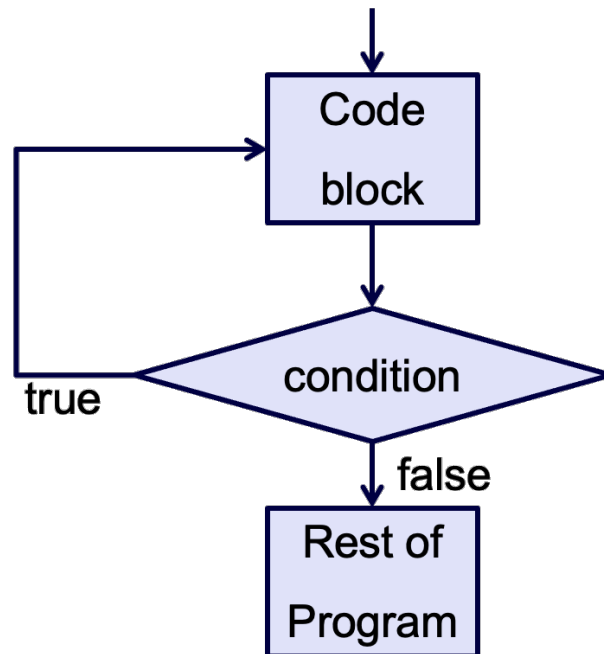 Code
block
condition
true
false
Rest of
Program